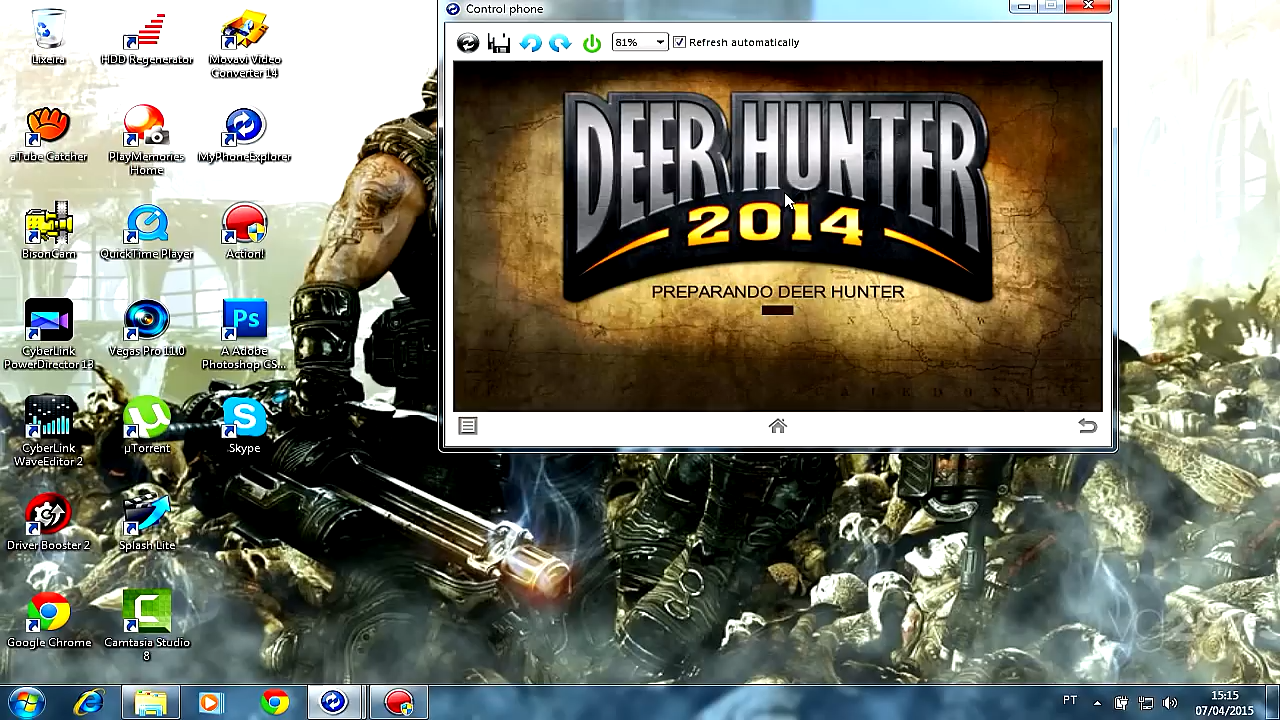 Control phone
81%
Refresh automatically
DEER HUNTER
2014
PREPARANDO DEER HUNTER
Lixeira
HDD Regenerator
Movavi Video
Converter 14
aTube Catcher
PlayMemories
Home
MyPhoneExplorer
BisonCam
QuickTime Player
Action!
CyberLink
PowerDirector 13
Vegas Pro 11.0
Ps
A Adobe
Photoshop CS...
CyberLink
WaveEditor 2
µTorrent
Skype
Driver Booster 2
Splash Lite
Google Chrome
Camtasia Studio
8
PT
15:15
07/04/2015